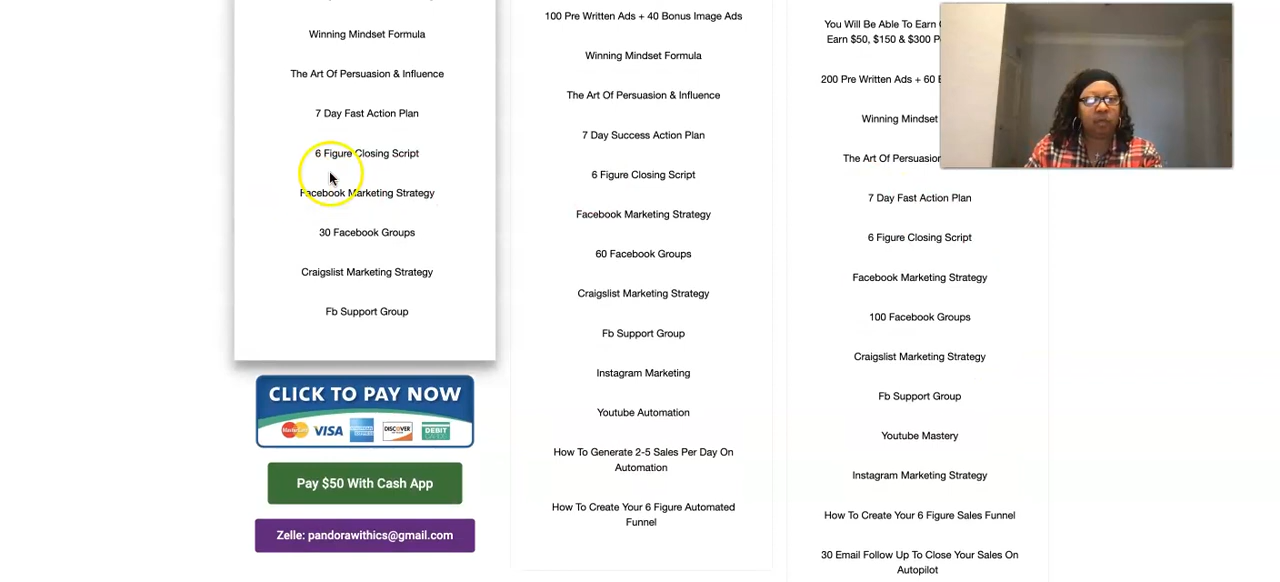 Winning Mindset Formula
The Art Of Persuasion & Influence
7 Day Fast Action Plan
6 Figure Closing Script
Facebook Marketing Strategy
30 Facebook Groups
Craigslist Marketing Strategy
Fb Support Group
CLICK TO PAY NOW
MasterCard VISA AMERICAN EXPRESS DISCOVER DEBIT
Pay $50 With Cash App
Zelle: pandorawithics@gmail.com
100 Pre Written Ads + 40 Bonus Image Ads
Winning Mindset Formula
The Art Of Persuasion & Influence
7 Day Success Action Plan
6 Figure Closing Script
Facebook Marketing Strategy
60 Facebook Groups
Craigslist Marketing Strategy
Fb Support Group
Instagram Marketing
Youtube Automation
How To Generate 2-5 Sales Per Day On
Automation
How To Create Your 6 Figure Automated
Funnel
You Will Be Able To Earn
Earn $50, $150 & $300
200 Pre Written Ads + 60
Winning Mindset
The Art Of Persuasion
7 Day Fast Action Plan
6 Figure Closing Script
Facebook Marketing Strategy
100 Facebook Groups
Craigslist Marketing Strategy
Fb Support Group
Youtube Mastery
Instagram Marketing Strategy
How To Create Your 6 Figure Sales Funnel
30 Email Follow Up To Close Your Sales On
Autopilot